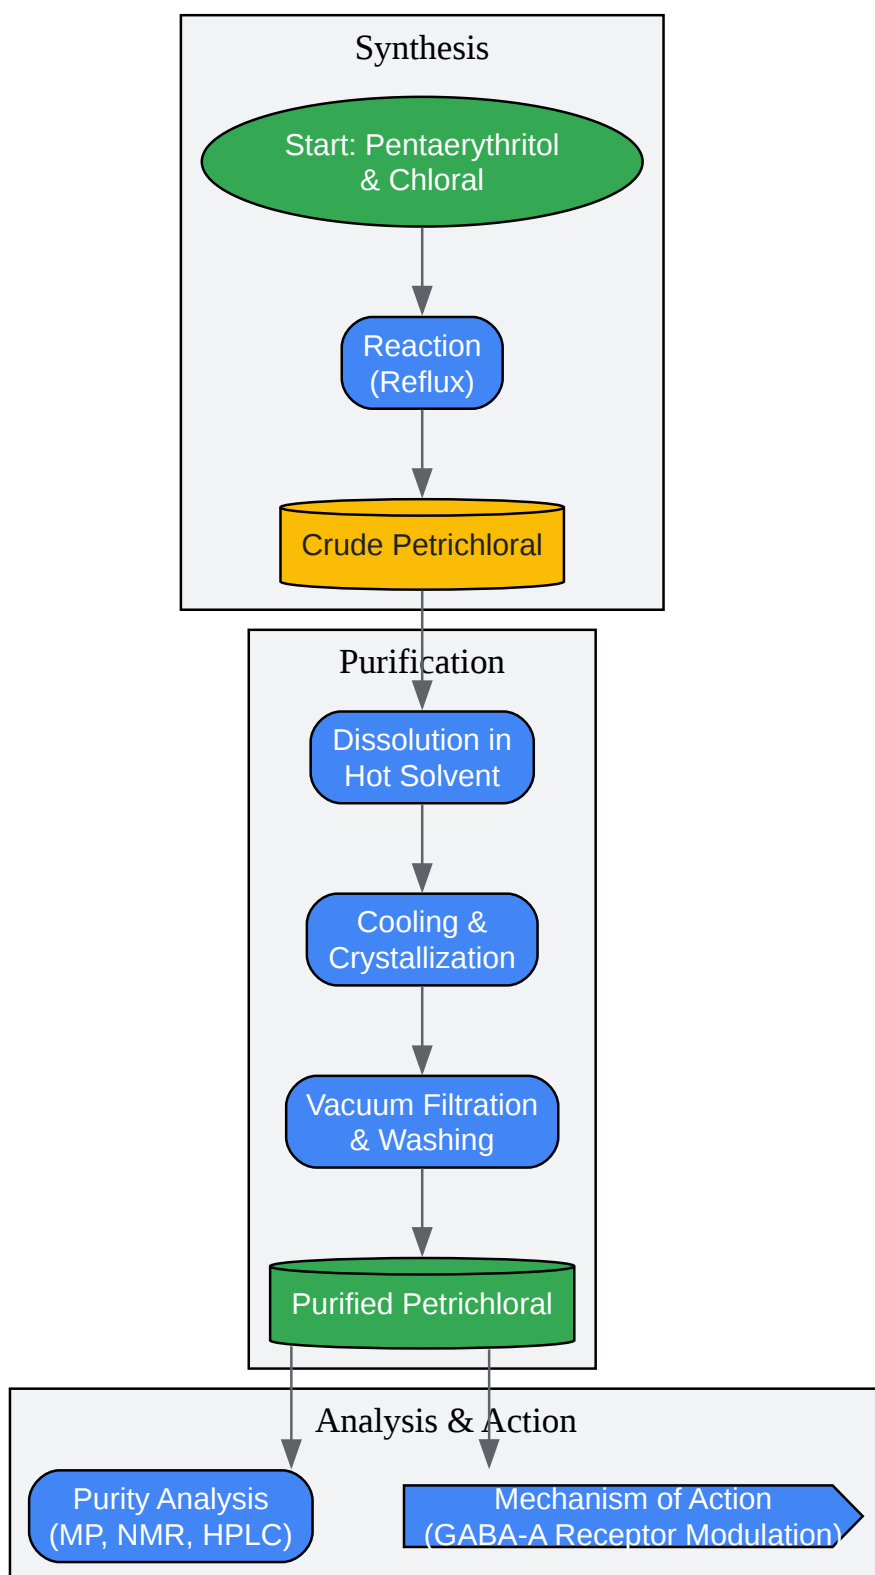 Synthesis
Start: Pentaerythritol
& Chloral
Reaction
(Reflux)
Crude Petrichloral
Purification
Dissolution in
Hot Solvent
Cooling &
Crystallization
Vacuum Filtration
& Washing
Purified Petrichloral
Analysis & Action
Purity Analysis
(MP, NMR, HPLC)
Mechanism of Action
(GABA-A Receptor Modulation)